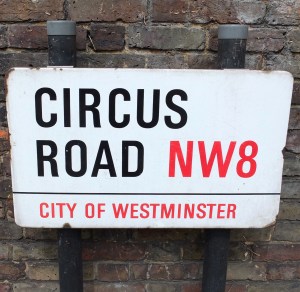 CIRCUS
ROAD NW8
CITY OF WESTMINSTER